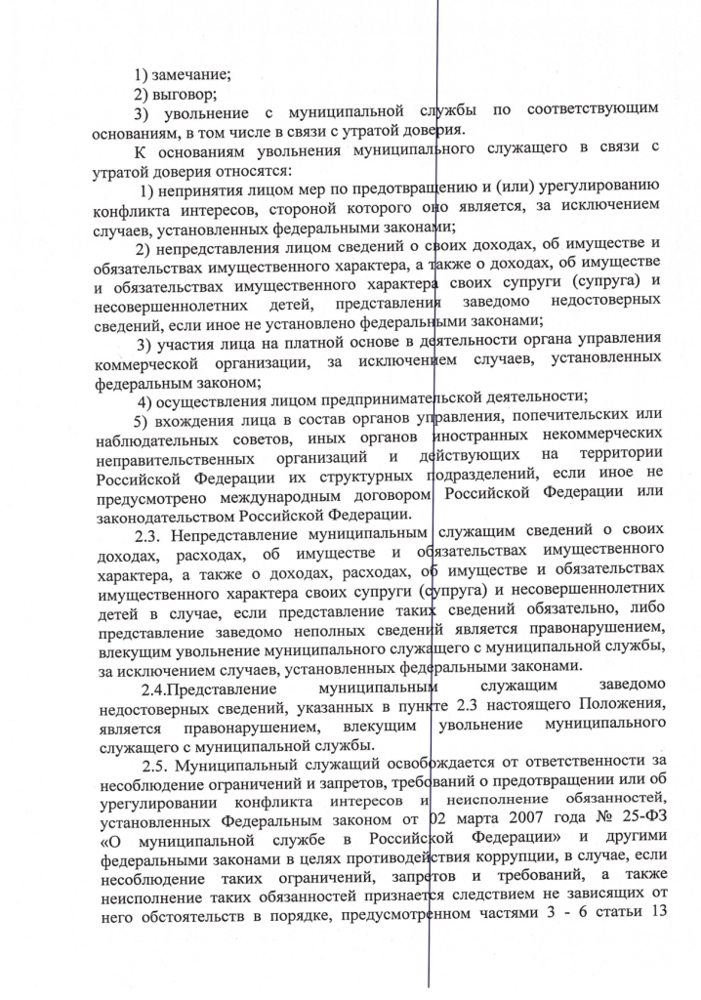 1) замечание;
2) выговор;
3) увольнение с муниципальной службы по соответствующим
основаниям, в том числе в связи с утратой доверия.
К основаниям увольнения муниципального служащего в связи с
утратой доверия относятся:
1) непринятия лицом мер по предотвращению и (или) урегулированию
конфликта интересов, стороной которого оно является, за исключением
случаев, установленных федеральными законами;
2) непредставления лицом сведений о своих доходах, об имуществе и
обязательствах имущественного характера, а также о доходах, об имуществе
и обязательствах имущественного характера своих супруги (супруга) и
несовершеннолетних детей, представления заведомо недостоверных
сведений, если иное не установлено федеральными законами;
3) участия лица на платной основе в деятельности органа управления
коммерческой организации, за исключением случаев, установленных
федеральным законом;
4) осуществления лицом предпринимательской деятельности;
5) вхождения лица в состав органов управления, попечительских или
наблюдательных советов, иных органов иностранных некоммерческих
неправительственных организаций и действующих на территории
Российской Федерации их структурных подразделений, если иное не
предусмотрено международным договором Российской Федерации или
законодательством Российской Федерации.
2.3. Непредставление муниципальным служащим сведений о своих
доходах, расходах, об имуществе и обязательствах имущественного
характера, а также о доходах, расходах, об имуществе и обязательствах
имущественного характера своих супруги (супруга) и несовершеннолетних
детей в случае, если представление таких сведений обязательно, либо
представление заведомо неполных сведений является правонарушением,
влекущим увольнение муниципального служащего с муниципальной службы,
за исключением случаев, установленных федеральными законами.
2.4.Представление муниципальным служащим заведомо
недостоверных сведений, указанных в пункте 2.3 настоящего Положения,
является правонарушением, влекущим увольнение муниципального
служащего с муниципальной службы.
2.5. Муниципальный служащий освобождается от ответственности за
несоблюдение ограничений и запретов, требований о предотвращении или об
урегулировании конфликта интересов и неисполнение обязанностей,
установленных Федеральным законом от 02 марта 2007 года № 25-ФЗ
«О муниципальной службе в Российской Федерации» и другими
федеральными законами в целях противодействия коррупции, в случае, если
несоблюдение таких ограничений, запретов и требований, а также
неисполнение таких обязанностей признается следствием не зависящих от
него обстоятельств в порядке, предусмотренном частями 3 - 6 статьи 13